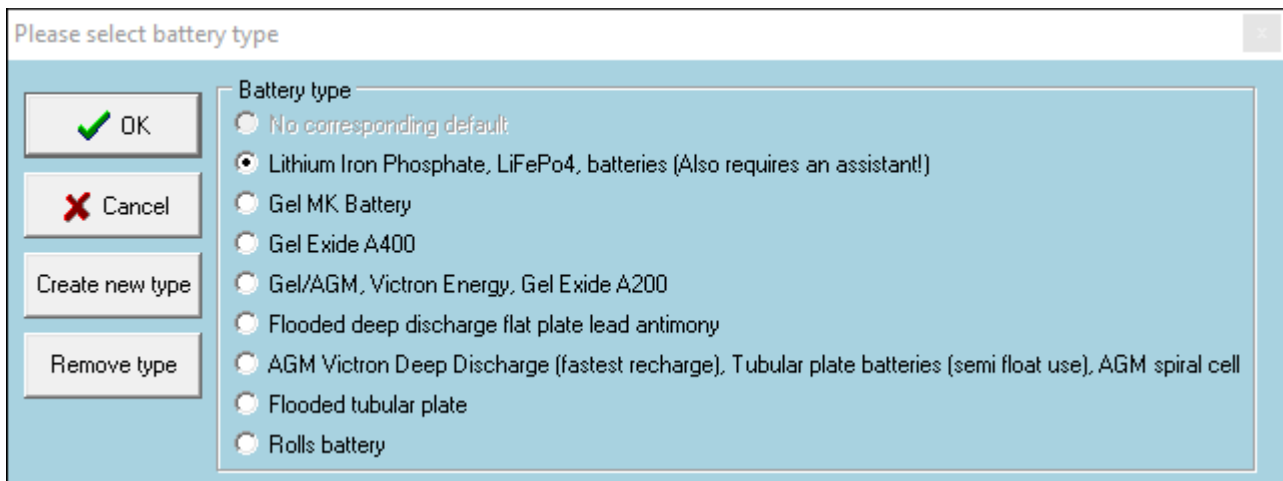 Please select battery type
x
OK
Cancel
Create new type
Remove type
Battery type
No corresponding default
Lithium Iron Phosphate, LiFePo4, batteries (Also requires an assistant!)
Gel MK Battery
Gel Exide A400
Gel/AGM, Victron Energy, Gel Exide A200
Flooded deep discharge flat plate lead antimony
AGM Victron Deep Discharge (fastest recharge), Tubular plate batteries (semi float use), AGM spiral cell
Flooded tubular plate
Rolls battery